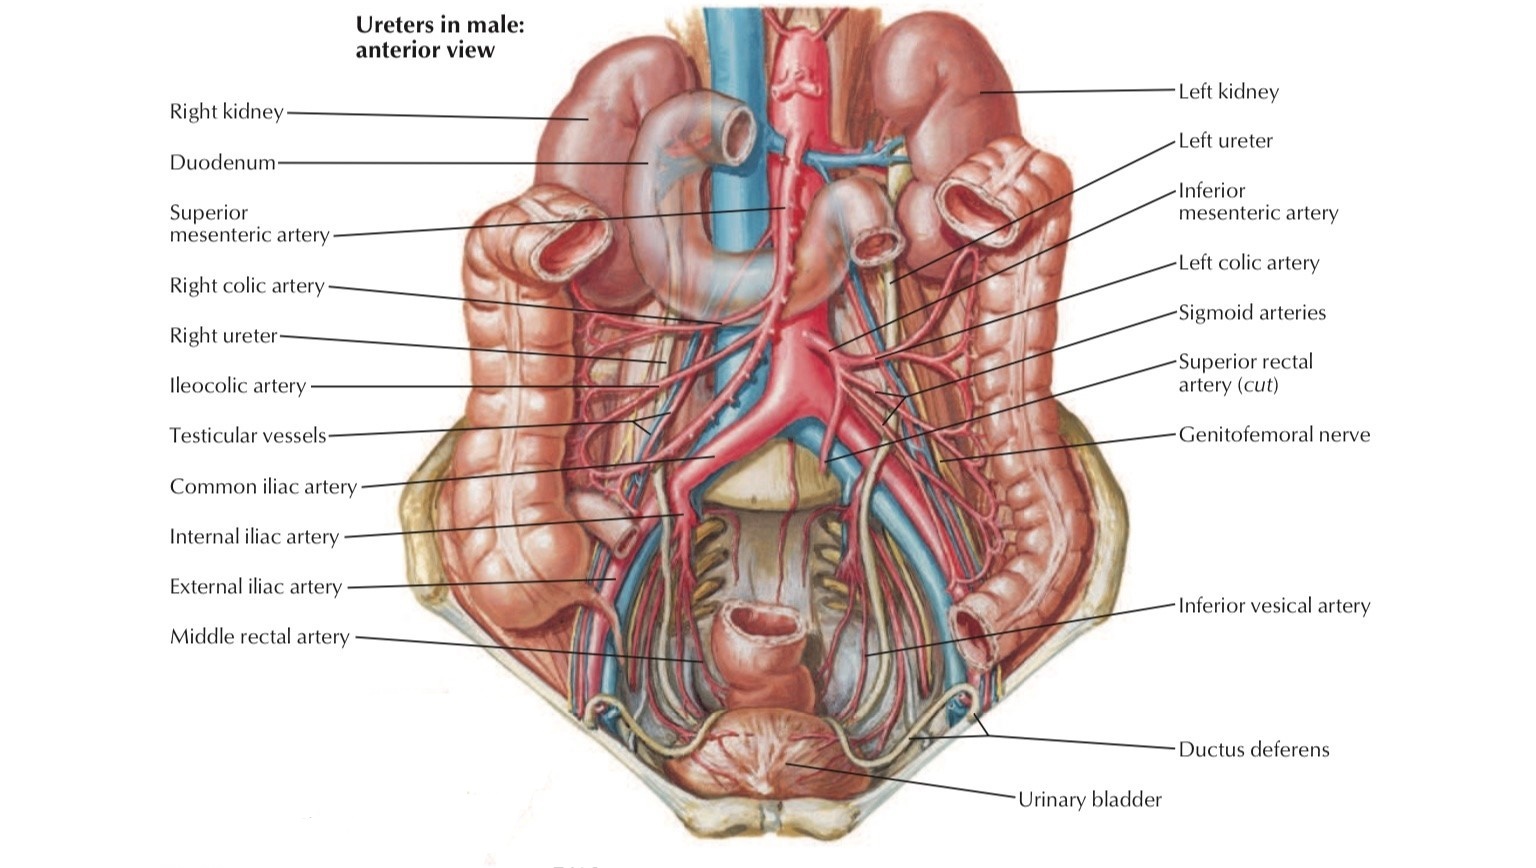 Ureters in male:
anterior view
Right kidney
Duodenum
Superior
mesenteric artery
Right colic artery
Right ureter
Ileocolic artery
Testicular vessels
Common iliac artery
Internal iliac artery
External iliac artery
Middle rectal artery
Left kidney
Left ureter
Inferior
mesenteric artery
Left colic artery
Sigmoid arteries
Superior rectal
artery (cut)
Genitofemoral nerve
Inferior vesical artery
Ductus deferens
Urinary bladder